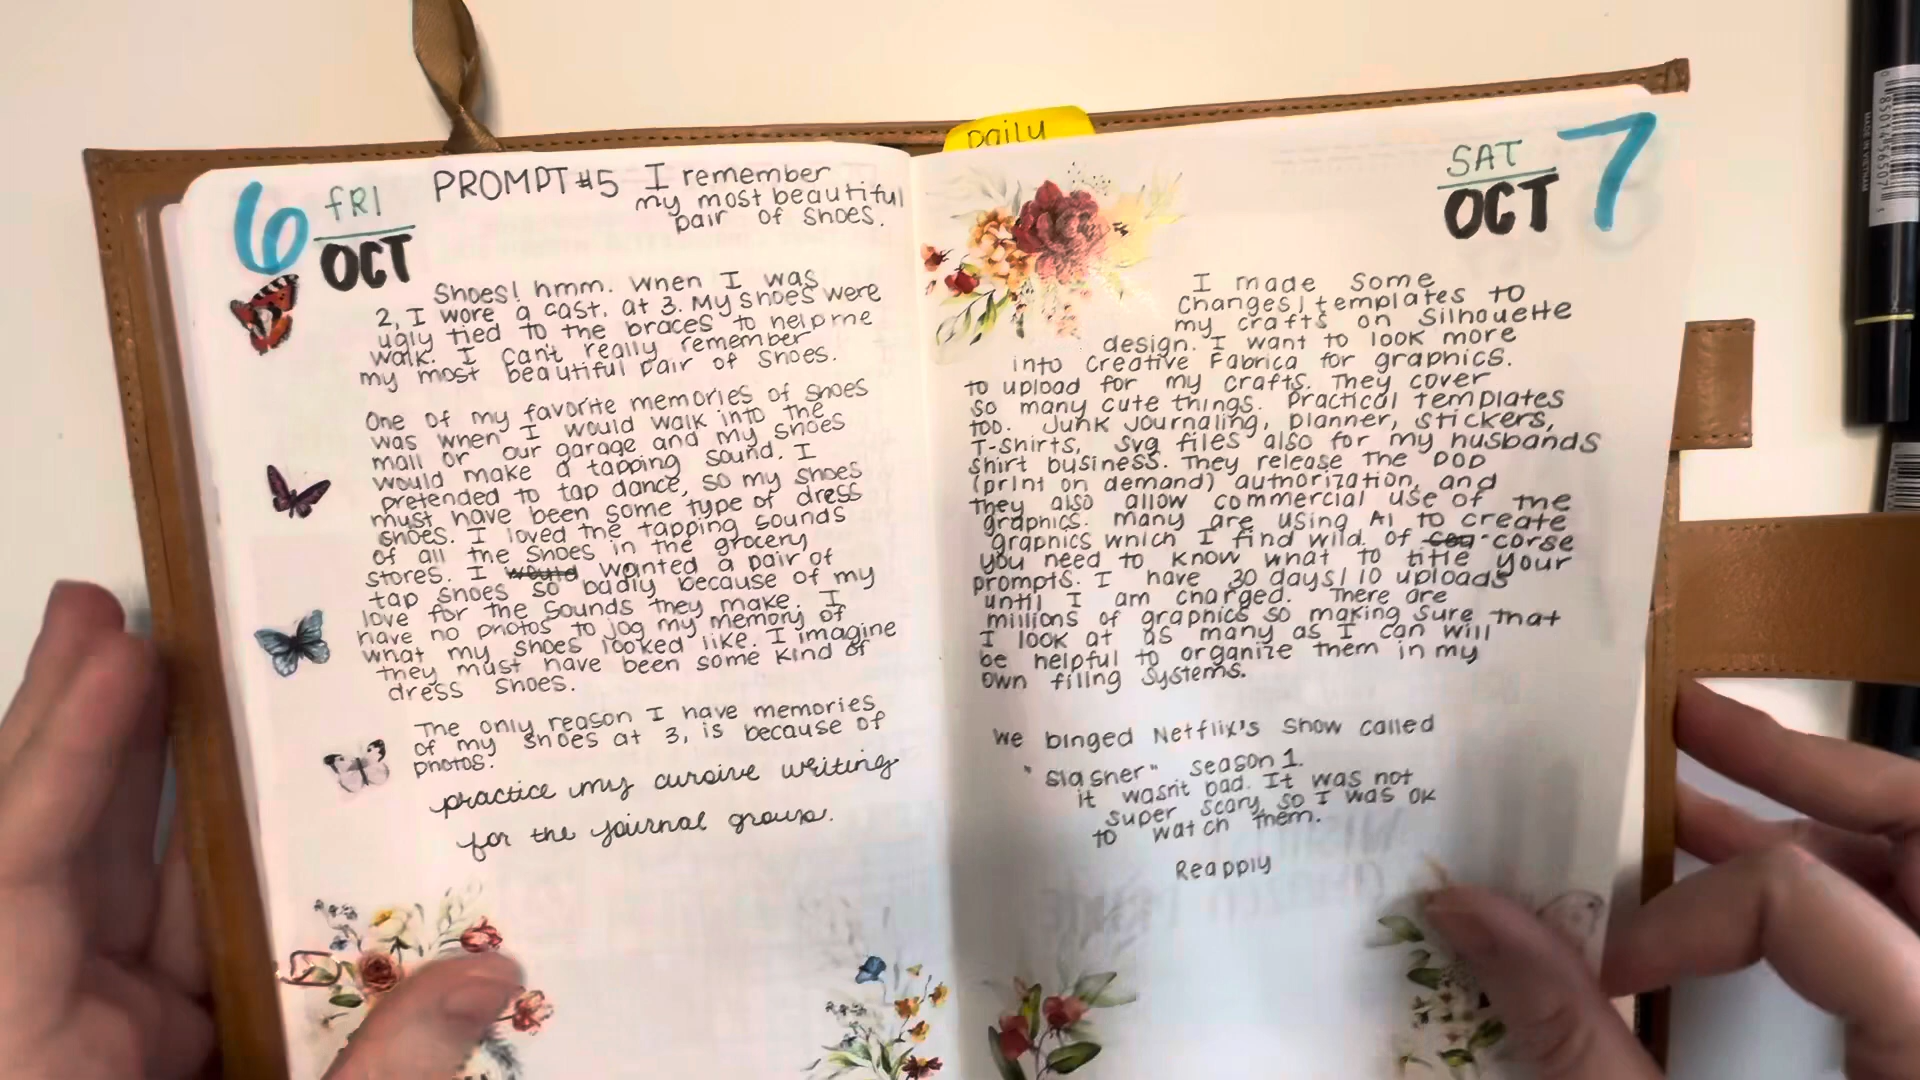 Daily
6 fRI
OCT
PROMPT #5 I remember
my most beautiful
pair of shoes.
Shoes! hmm. When I was
2, I wore a cast. at 3. My shoes were
ugly tied to the braces to help me
walk. I can't really remember
my most beautiful pair of shoes.
One of my favorite memories of shoes
was when I would walk into the
mall or our garage and my shoes
would make a tapping sound. I
pretended to tap dance, so my shoes
must have been some type of dress
shoes. I loved the tapping sounds
of all the shoes in the grocery
stores. I would wanted a pair of
tap shoes so badly because of my
love for the sounds they make. I
have no photos to jog my memory of
what my shoes looked like. I imagine
they must have been some kind of
dress shoes.
The only reason I have memories
of my shoes at 3, is because of
photos.
practice my cursive writing
for the journal group.
SAT 7
OCT
I made some
changes/templates to
my crafts on Silhouette
design. I want to look more
into Creative Fabrica for graphics.
to upload for my crafts. They cover
so many cute things. Practical templates
too. Junk Journaling, planner, stickers,
T-shirts, svg files also for my husbands
shirt business. They release the POD
(print on demand) authorization, and
they also allow commercial use of the
graphics. many are using AI to create
graphics which I find wild. of corse
you need to know what to title your
prompts. I have 30 days/10 uploads
until I am charged. There are
millions of graphics so making sure that
I look at as many as I can will
be helpful to organize them in my
own filing systems.
We binged Netflix's show called
"Slasher" season 1.
it wasn't bad. It was not
super scary, so I was ok
to watch them.
Reapply
MADE IN VIETNAM